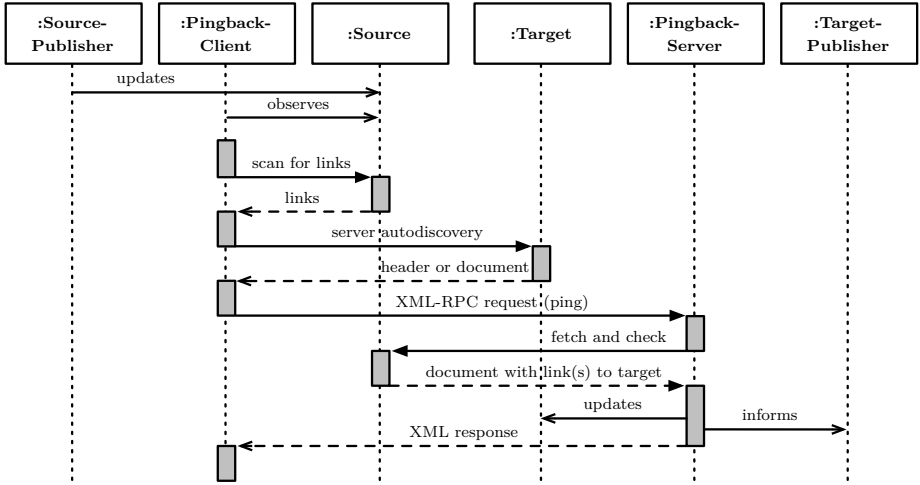 :Source-
Publisher
:Pingback-
Client
:Source
:Target
:Pingback-
Server
:Target-
Publisher
updates
observes
scan for links
links
server autodiscovery
header or document
XML-RPC request (ping)
fetch and check
document with link(s) to target
updates
informs
XML response